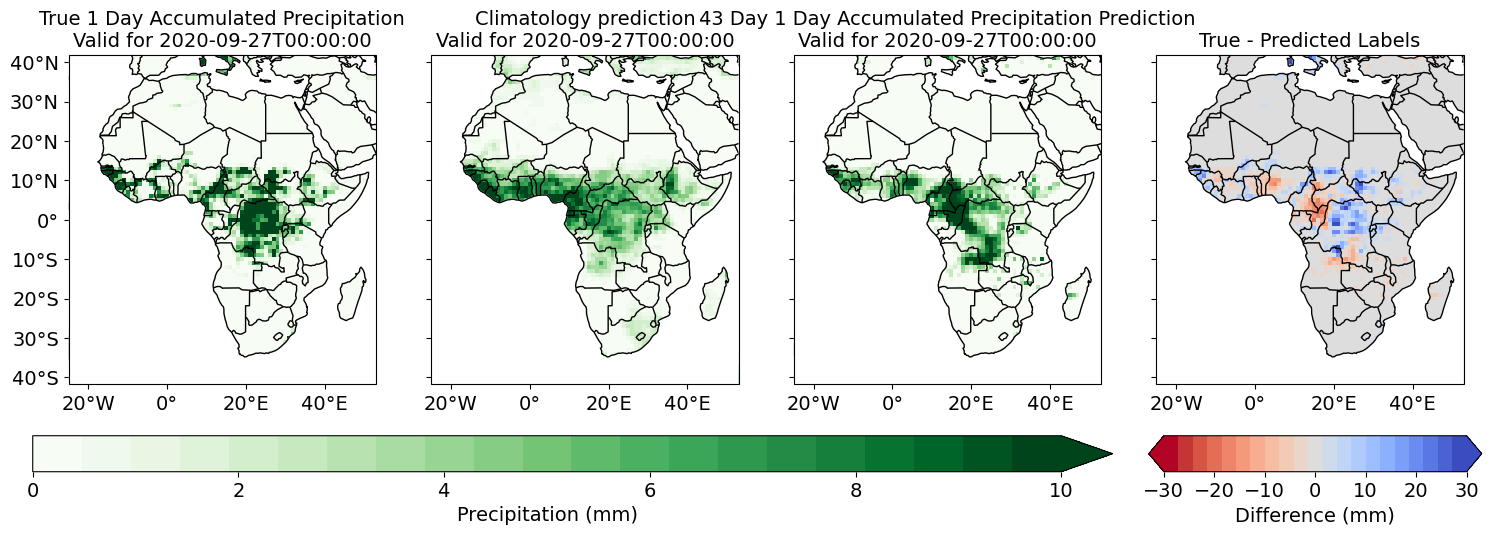 True 1 Day Accumulated Precipitation
Valid for 2020-09-27T00:00:00
Climatology prediction
Valid for 2020-09-27T00:00:00
43 Day 1 Day Accumulated Precipitation Prediction
Valid for 2020-09-27T00:00:00
True - Predicted Labels
40°N
30°N
20°N
10°N
0°
10°S
20°S
30°S
40°S
20°W 0° 20°E 40°E
20°W 0° 20°E 40°E
20°W 0° 20°E 40°E
20°W 0° 20°E 40°E
0 2 4 6 8 10
Precipitation (mm)
−30 −20 −10 0 10 20 30
Difference (mm)